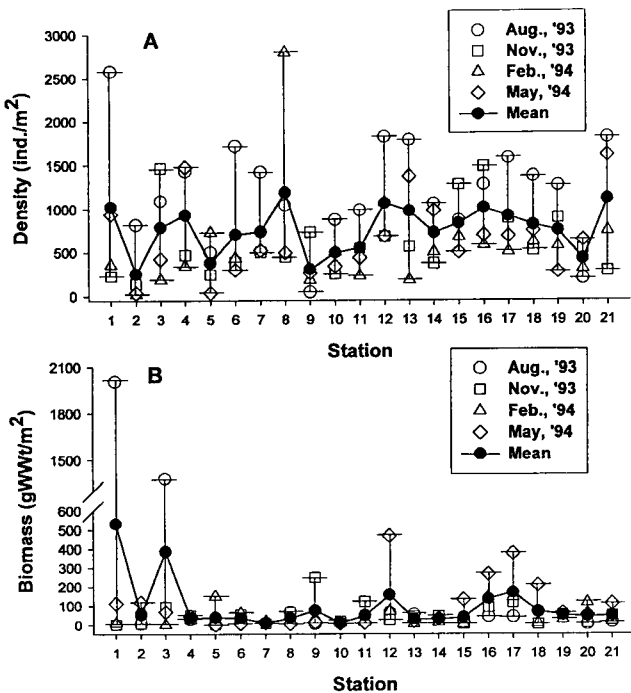 A
Aug., '93
Nov., '93
Feb., '94
May, '94
Mean
Density (ind./m²)
3000
2500
2000
1500
1000
500
0
1 2 3 4 5 6 7 8 9 10 11 12 13 14 15 16 17 18 19 20 21
Station
B
Aug., '93
Nov., '93
Feb., '94
May, '94
Mean
Biomass (gWWt/m²)
2100
1800
1500
600
500
400
300
200
100
0
1 2 3 4 5 6 7 8 9 10 11 12 13 14 15 16 17 18 19 20 21
Station